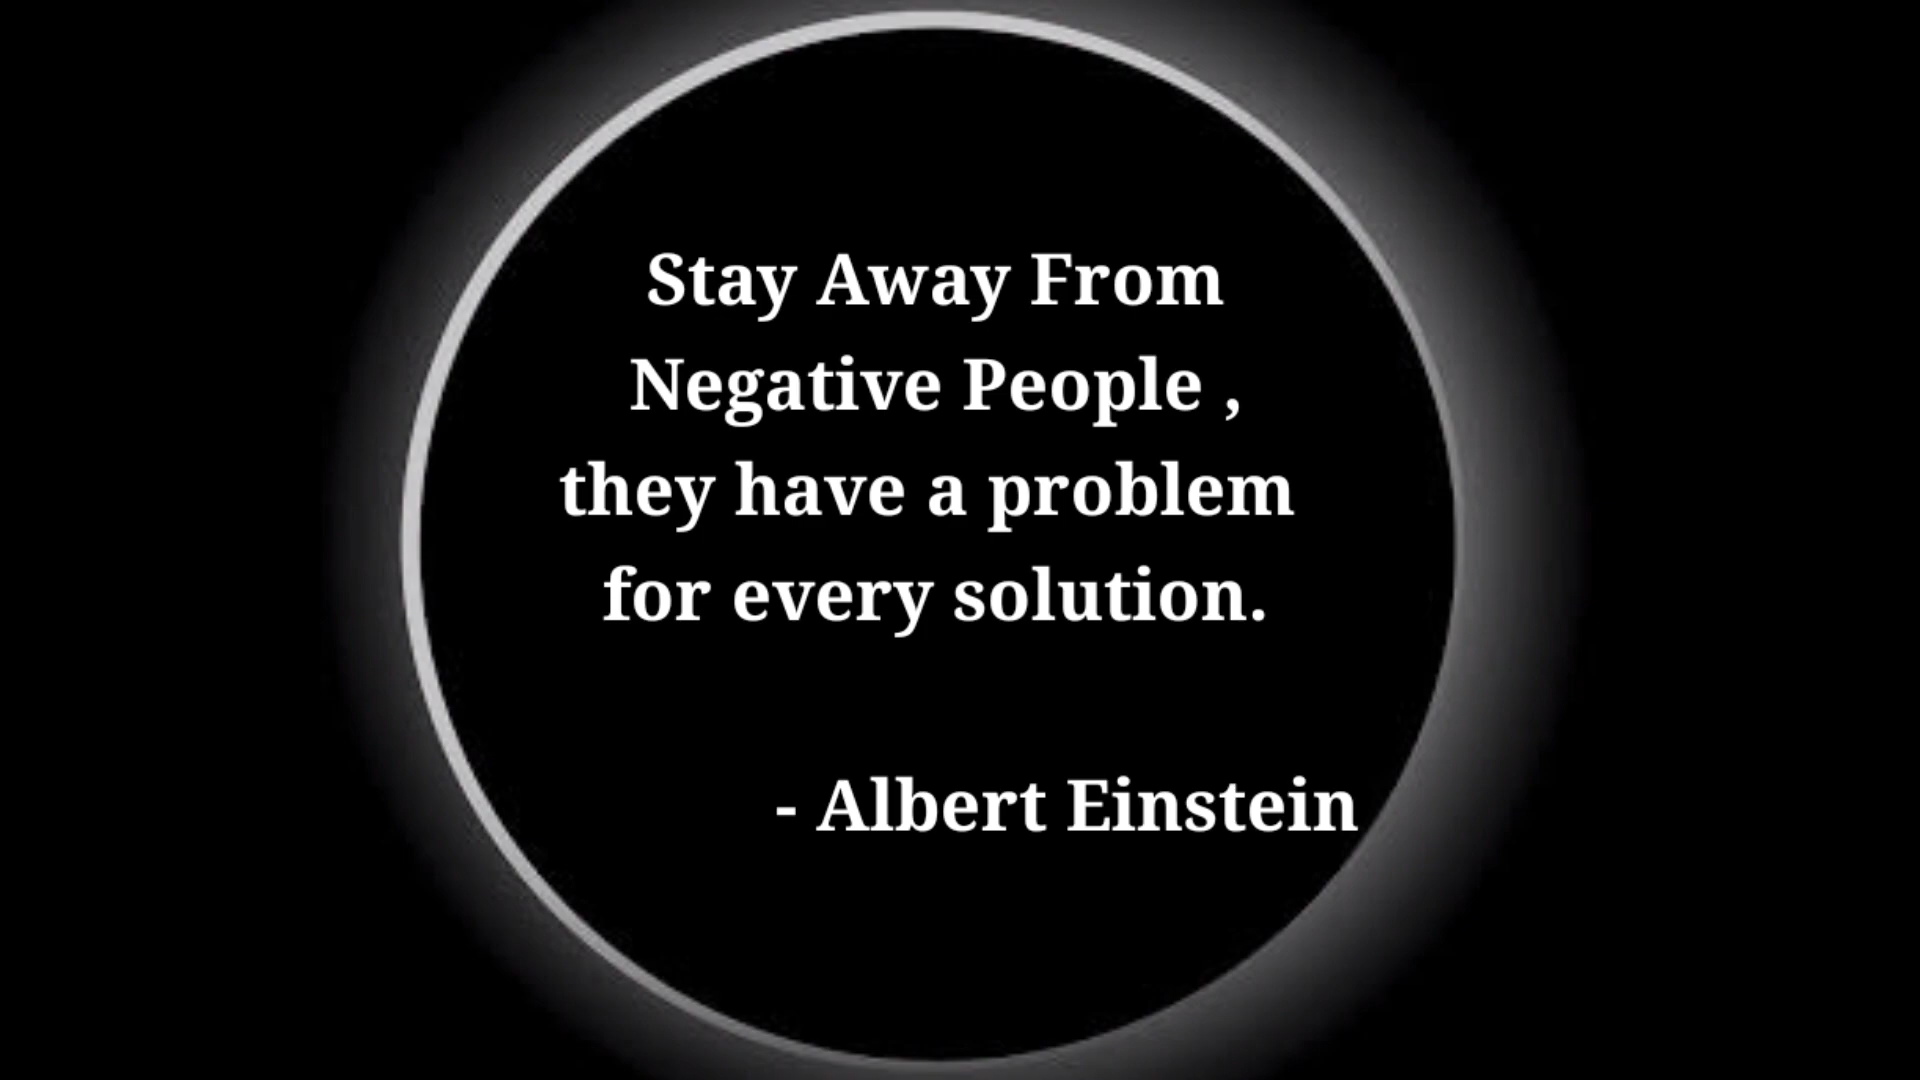 Stay Away From
Negative People ,
they have a problem
for every solution.
- Albert Einstein